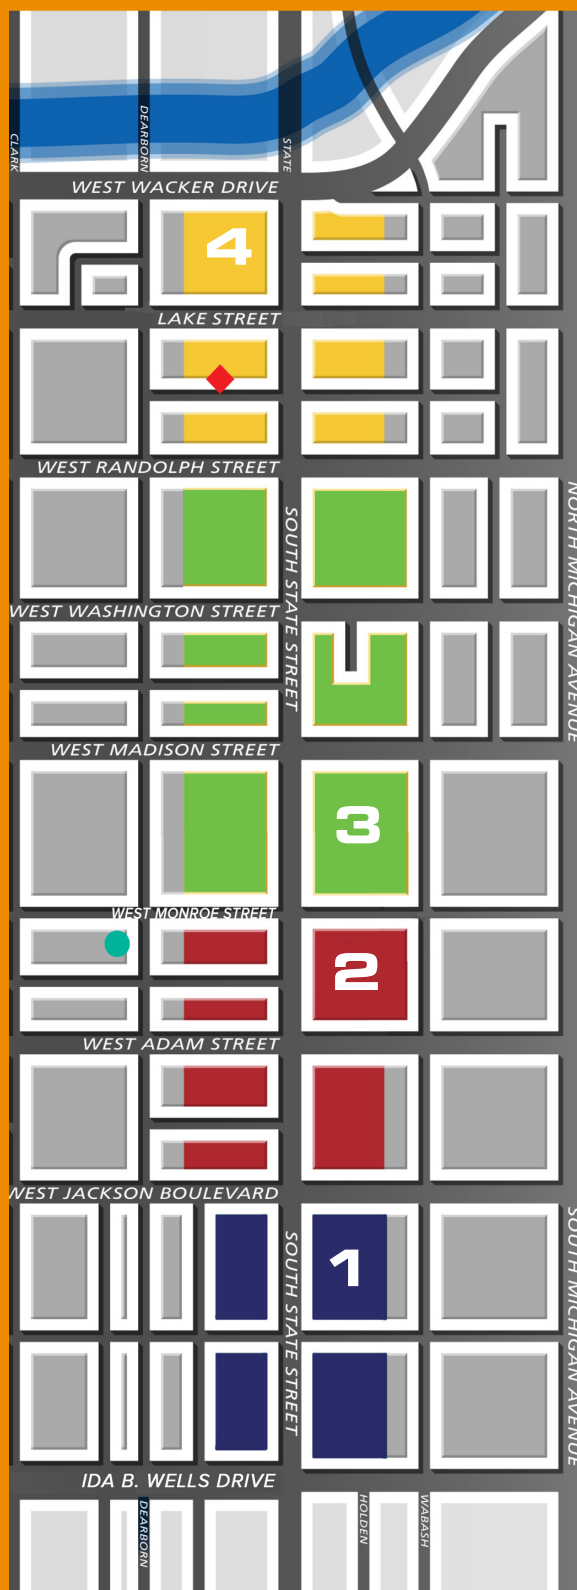 CLARK
DEARBORN
STATE
WEST WACKER DRIVE
4
LAKE STREET
WEST RANDOLPH STREET
SOUTH STATE STREET
NORTH MICHIGAN AVENUE
WEST WASHINGTON STREET
WEST MADISON STREET
3
WEST MONROE STREET
2
WEST ADAM STREET
WEST JACKSON BOULEVARD
1
SOUTH STATE STREET
SOUTH MICHIGAN AVENUE
IDA B. WELLS DRIVE
DEARBORN
HOLDEN
WABASH